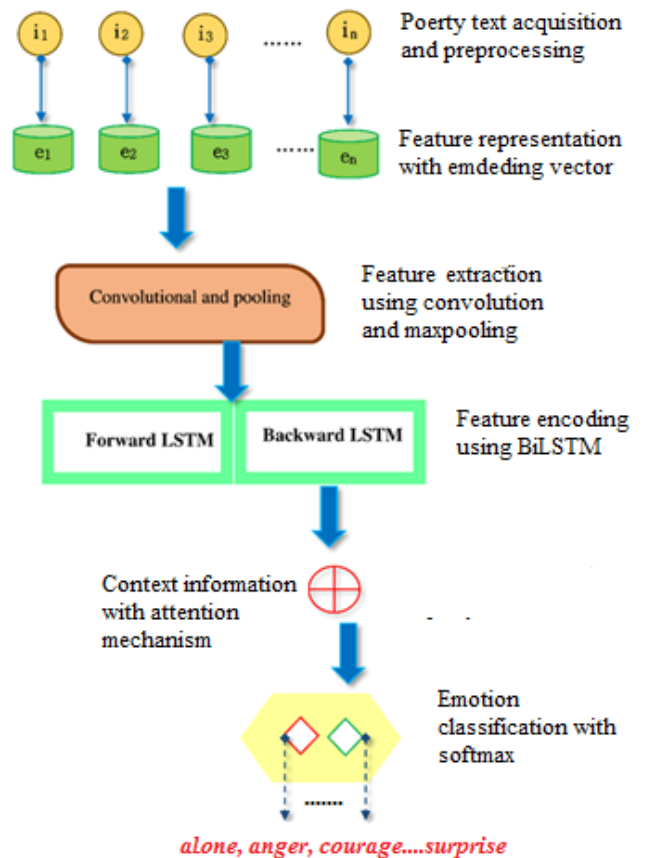 i1 i2 i3 ...... in
Poerty text acquisition
and preprocessing
e1 e2 e3 ...... en
Feature representation
with emdeding vector
Convolutional and pooling
Feature extraction
using convolution
and maxpooling
Forward LSTM
Backward LSTM
Feature encoding
using BiLSTM
Context information
with attention
mechanism
Emotion
classification with
softmax
.......
alone, anger, courage....surprise